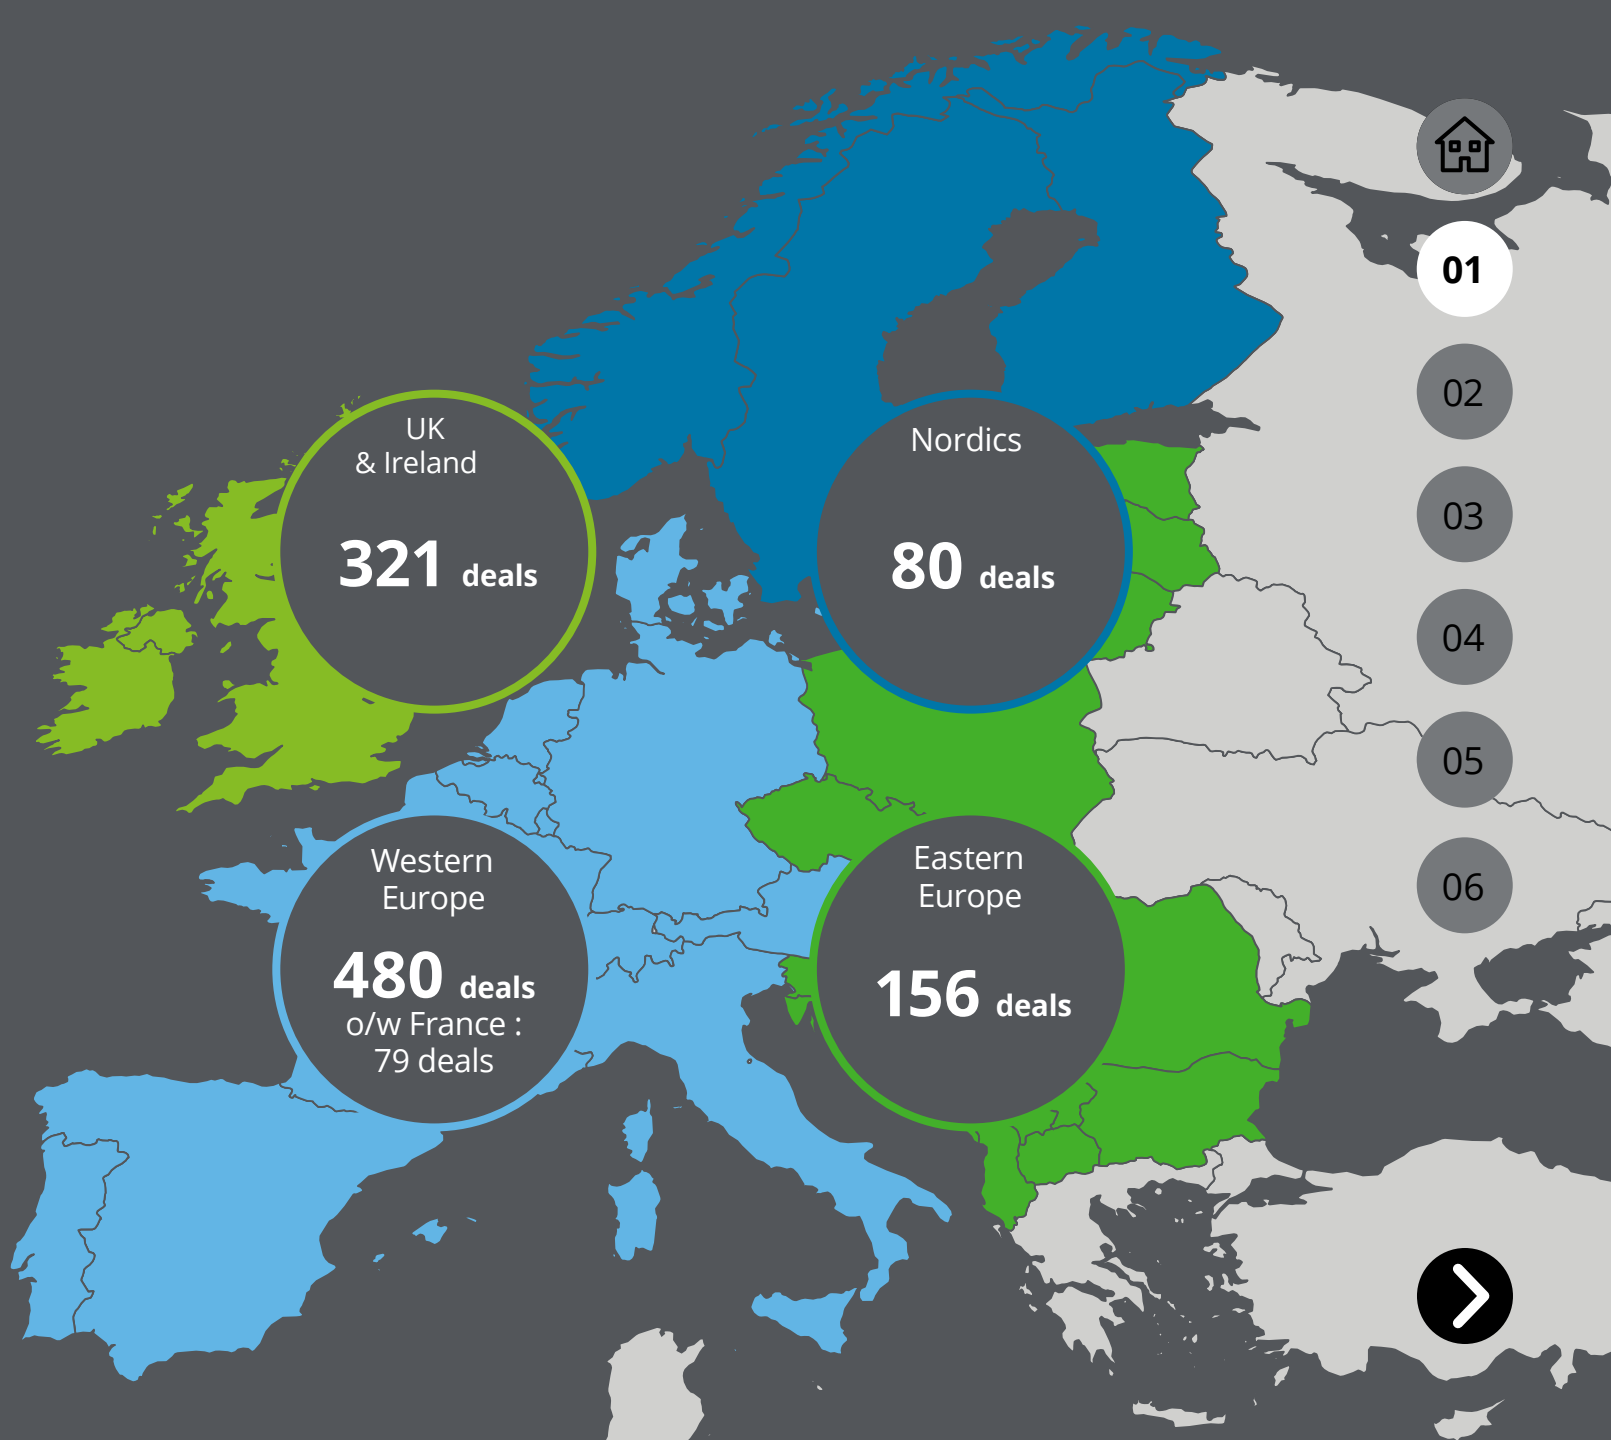 UK
& Ireland
321 deals
Nordics
80 deals
Western
Europe
480 deals
o/w France :
79 deals
Eastern
Europe
156 deals
01
02
03
04
05
06